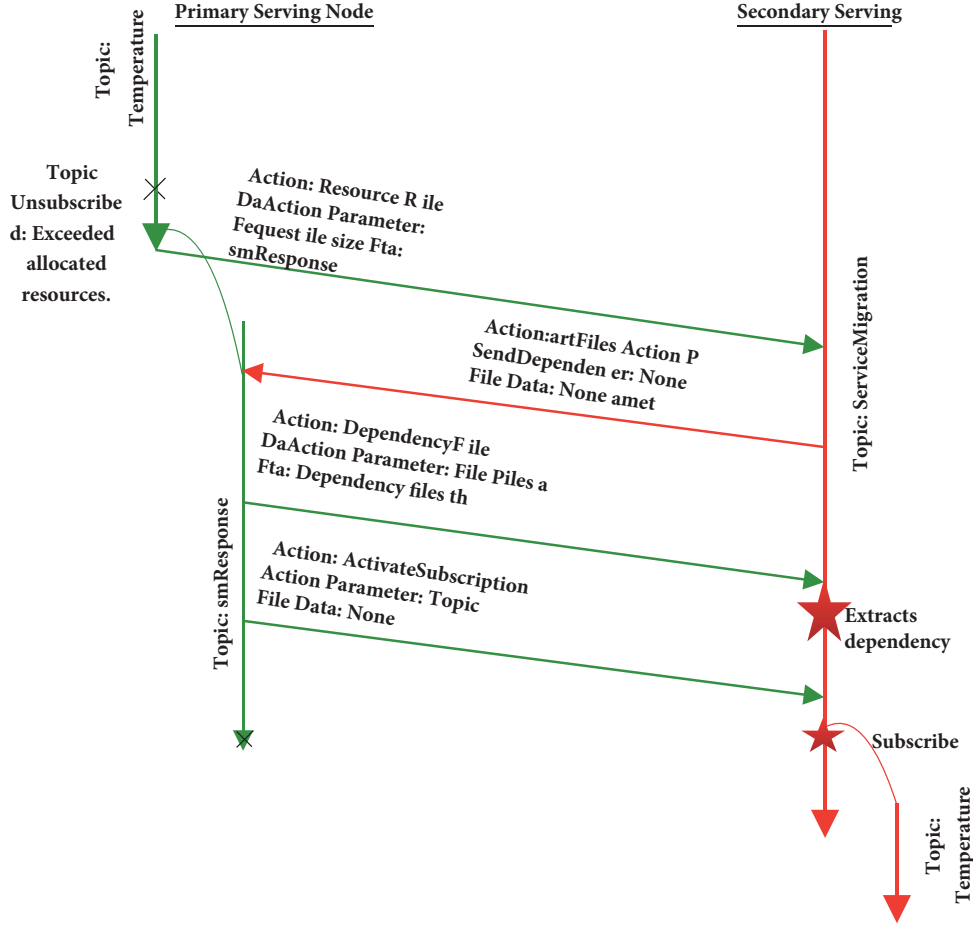 Primary Serving Node
Secondary Serving
Topic:
Temperature
Topic
Unsubscribe
d: Exceeded
allocated
resources.
Action: Resource R ile
DaAction Parameter:
Fequest ile size Fta:
smResponse
Topic: ServiceMigration
Action:artFiles Action P
SendDependen er: None
File Data: None amet
Action: DependencyF ile
DaAction Parameter: File Piles a
Fta: Dependency files th
Topic: smResponse
Action: ActivateSubscription
Action Parameter: Topic
File Data: None
Extracts
dependency
Subscribe
Topic:
Temperature